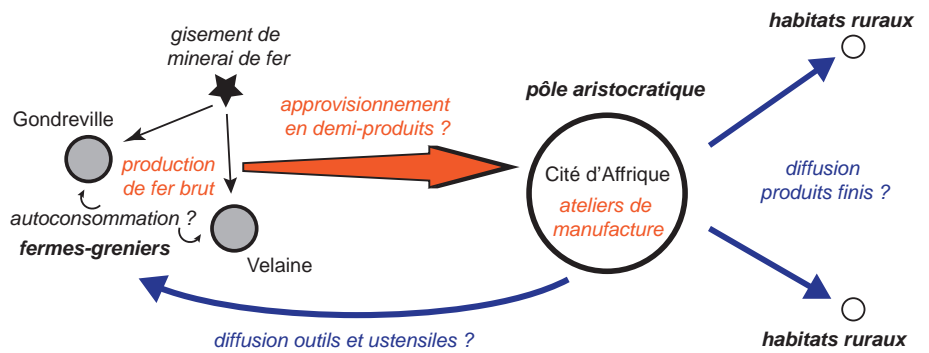 gisement de
minerai de fer
Gondreville
production
de fer brut
autoconsommation ?
fermes-greniers
Velaine
approvisionnement
en demi-produits ?
pôle aristocratique
Cité d'Affrique
ateliers de
manufacture
habitats ruraux
diffusion
produits finis ?
habitats ruraux
diffusion outils et ustensiles ?